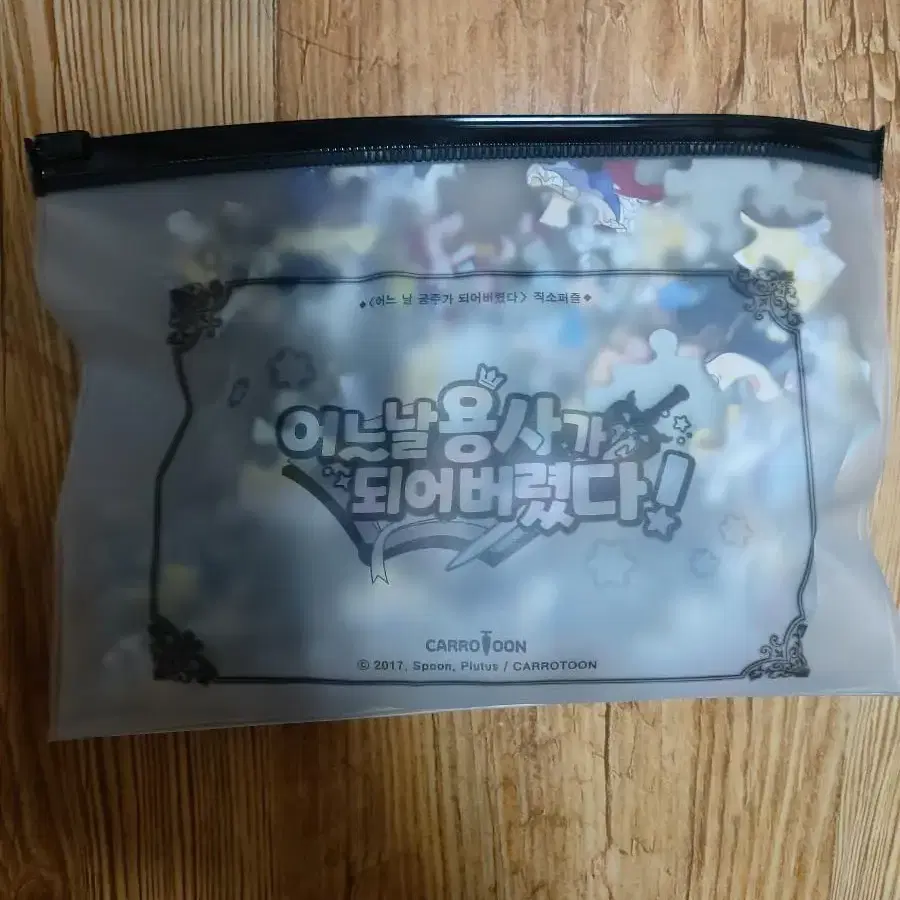 ◆<어느 날 공주가 되어버렸다> 직소퍼즐◆
어느날 용사가
되어버렸다!
CARROTOON
© 2017. Spoon, Plutus / CARROTOON